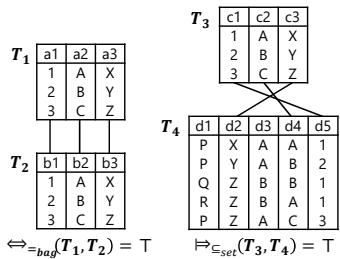 T₁
a1 a2 a3
1 A X
2 B Y
3 C Z
T₂
b1 b2 b3
1 A X
2 B Y
3 C Z
⇔₌bag(T₁, T₂) = ⊤
T₃
c1 c2 c3
1 A X
2 B Y
3 C Z
T₄
d1 d2 d3 d4 d5
P X A A 1
P Y A B 2
Q Z B B 1
R Z B A 1
P Z A C 3
⊨⊆set(T₃, T₄) = ⊤